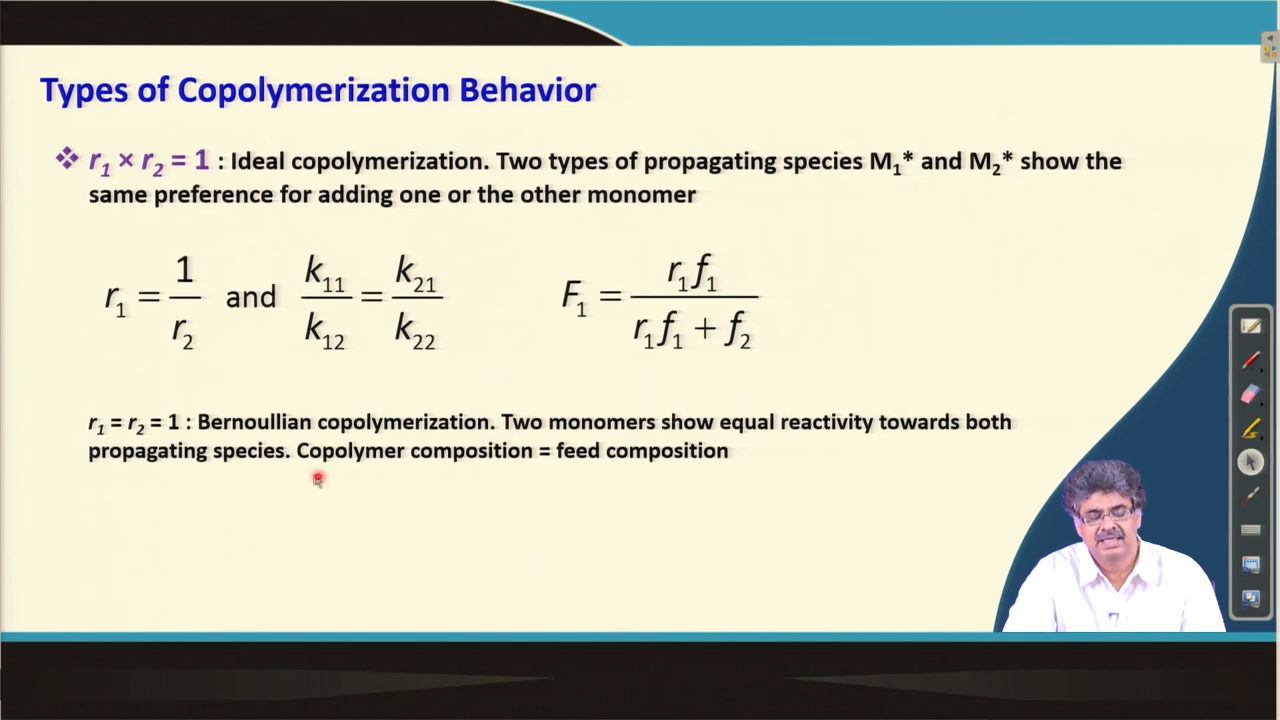 Types of Copolymerization Behavior
❖ r₁ × r₂ = 1 : Ideal copolymerization. Two types of propagating species M₁* and M₂* show the
same preference for adding one or the other monomer
r₁ = 1/r₂ and k₁₁/k₁₂ = k₂₁/k₂₂ F₁ = r₁f₁/(r₁f₁ + f₂)
r₁ = r₂ = 1 : Bernoullian copolymerization. Two monomers show equal reactivity towards both
propagating species. Copolymer composition = feed composition